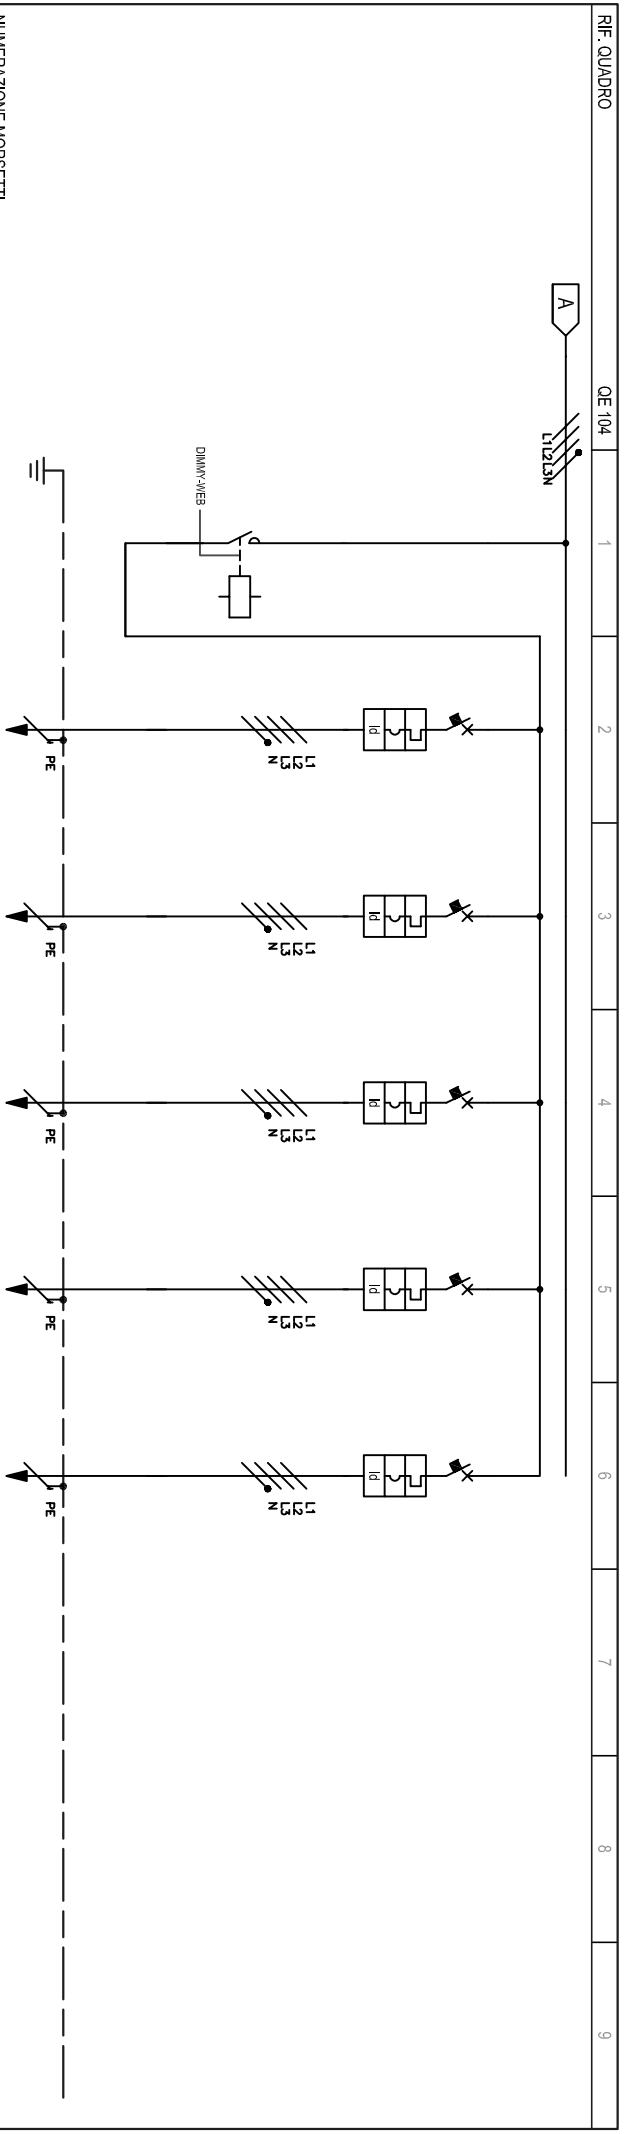 RIF. QUADRO
QE 104
1
2
3
4
5
6
7
8
9
A
L1L2L3N
DIMMY-WEB
Id
Id
Id
Id
Id
L1
L2
L3
N
L1
L2
L3
N
L1
L2
L3
N
L1
L2
L3
N
L1
L2
L3
N
PE
PE
PE
PE
PE
NUMERAZIONE MORSETTI